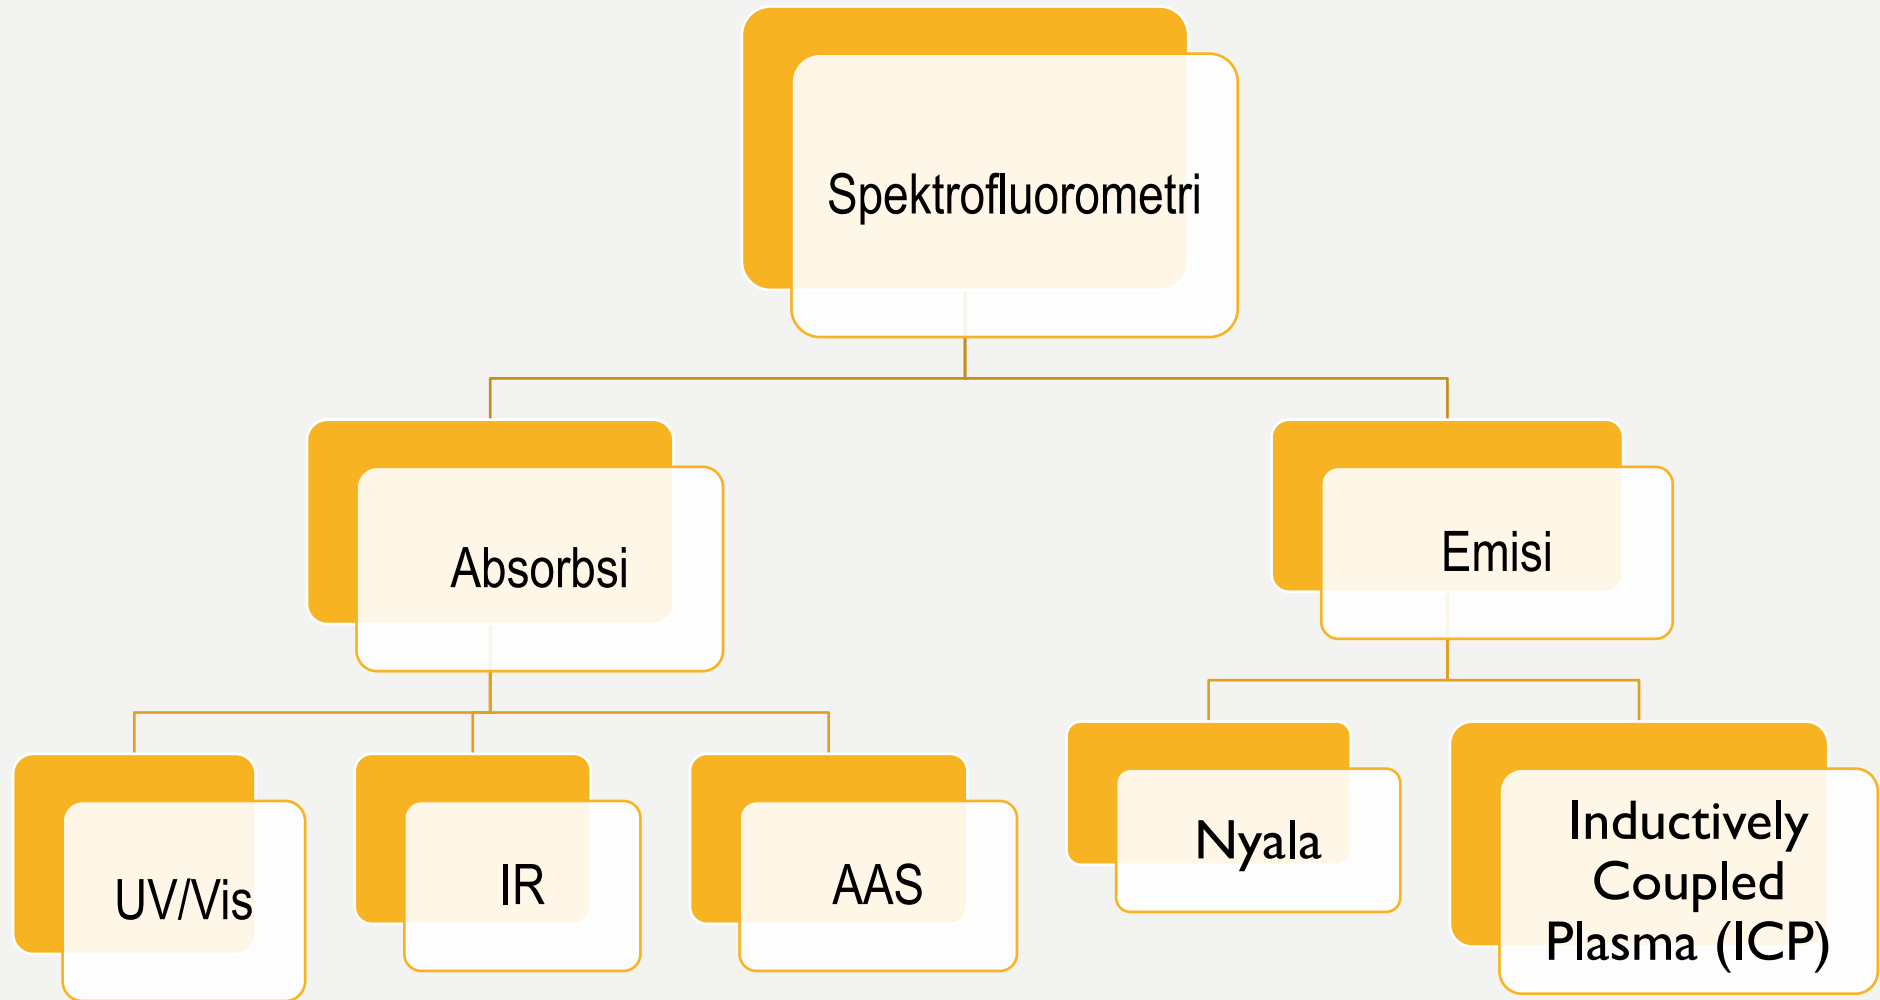 Spektrofluorometri
Absorbsi
Emisi
UV/Vis
IR
AAS
Nyala
Inductively
Coupled
Plasma (ICP)